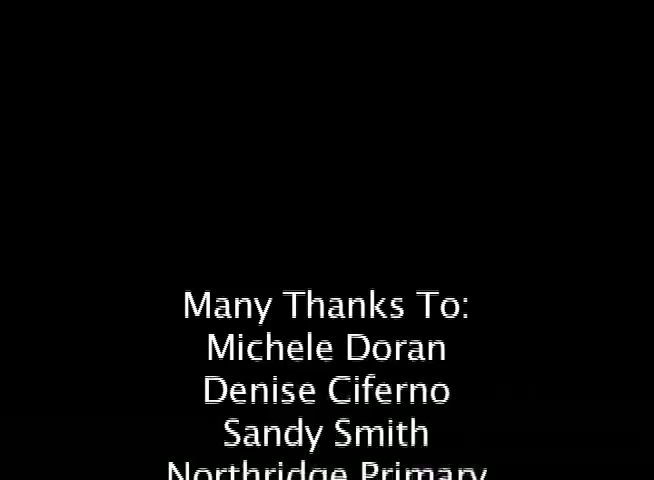 Many Thanks To:
Michele Doran
Denise Ciferno
Sandy Smith
Northridge Primary